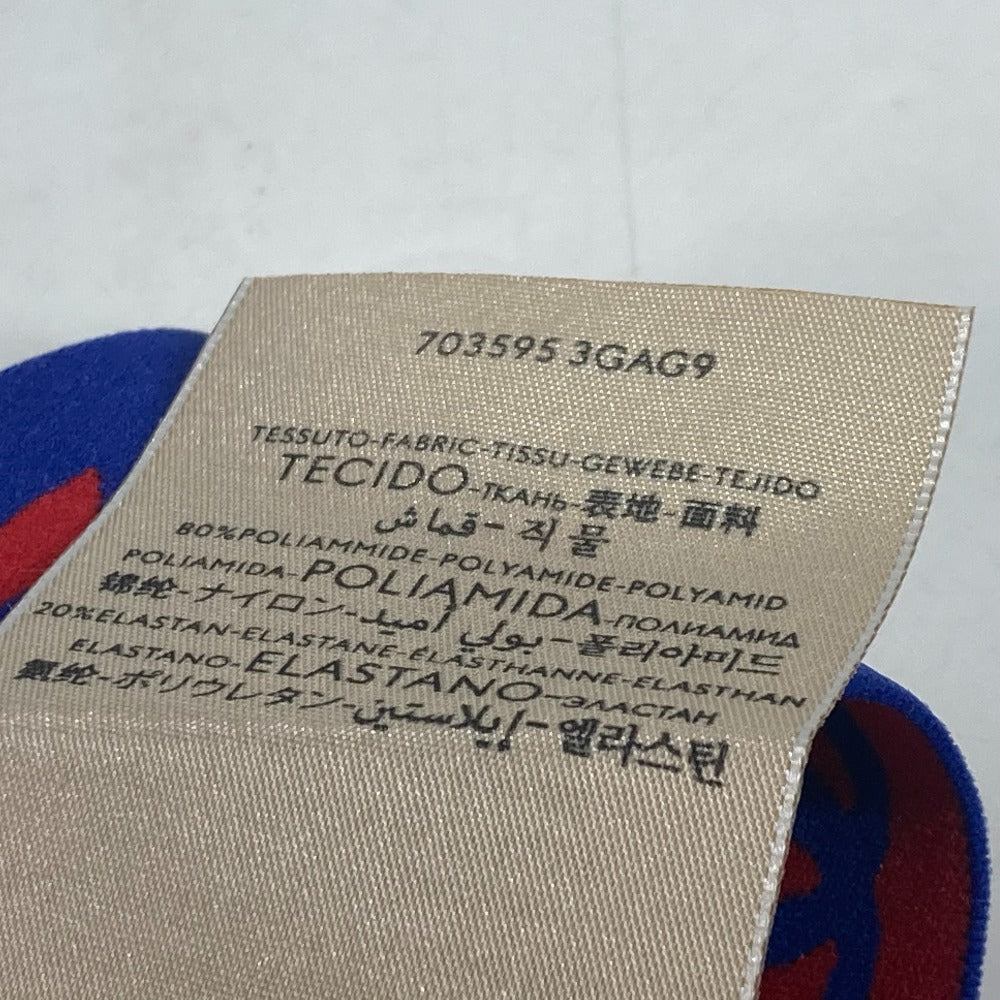 703595 3GAG9
TESSUTO-FABRIC-TISSU-GEWEBE-TEJIDO
TECIDO-ТКАНЬ-表地-面料
قماش-직물
80%POLIAMMIDE-POLYAMIDE-POLYAMID
POLIAMIDA-POLIAMIDA-ПОЛИАМИД
锦纶-ナイロン-بولي أميد-폴리아미드
20%ELASTAN-ELASTANE-ELASTHANNE-ELASTHAN
ELASTANO-ELASTANO-ЭЛАСТАН
氨纶-ポリウレタン-إيلاستين-엘라스틴